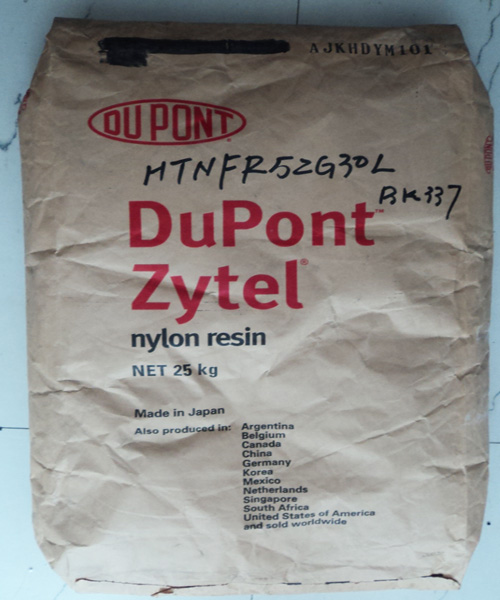 AJKHDYM101
DU PONT
HTNFR52G30L
BK337
DuPont™
Zytel®
nylon resin
NET 25 kg
Made in Japan
Also produced in: Argentina
Belgium
Canada
China
Germany
Korea
Mexico
Netherlands
Singapore
South Africa
United States of America
and sold worldwide